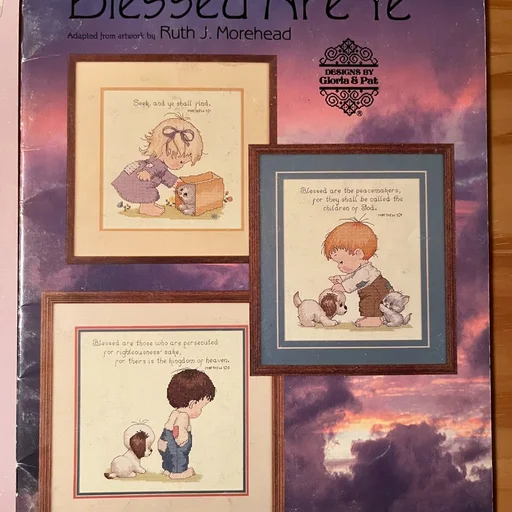 Blessed Are Ye
Adapted from artwork by Ruth J. Morehead
DESIGNS BY
Gloria & Pat
®
Seek, and ye shall find.
Blessed are the peacemakers,
for they shall be called the
children of God.
Blessed are those who are persecuted
for righteousness' sake,
for theirs is the kingdom of heaven.